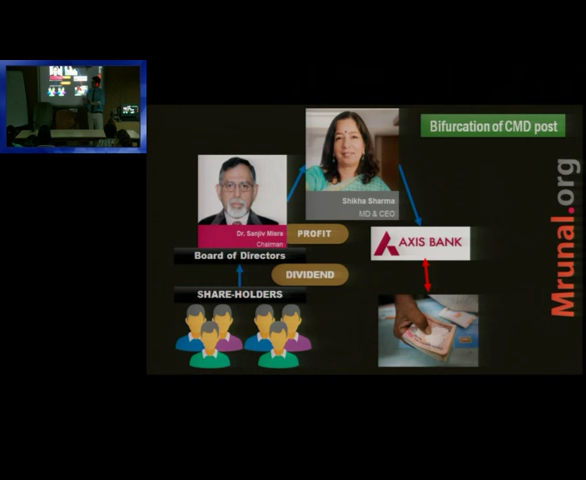 Bifurcation of CMD post
Shikha Sharma
MD & CEO
Dr. Sanjiv Misra
Chairman
PROFIT
Board of Directors
AXIS BANK
DIVIDEND
SHARE-HOLDERS
Mrunal.org